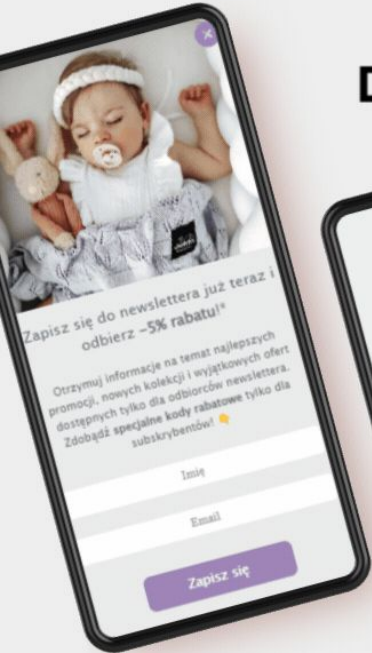 D
Zapisz się do newslettera już teraz i
odbierz –5% rabatu!*
Otrzymuj informacje na temat najlepszych
promocji, nowych kolekcji i wyjątkowych ofert
dostępnych tylko dla odbiorców newslettera.
Zdobądź specjalne kody rabatowe tylko dla
subskrybentów! 👇
Imię
Email
Zapisz się